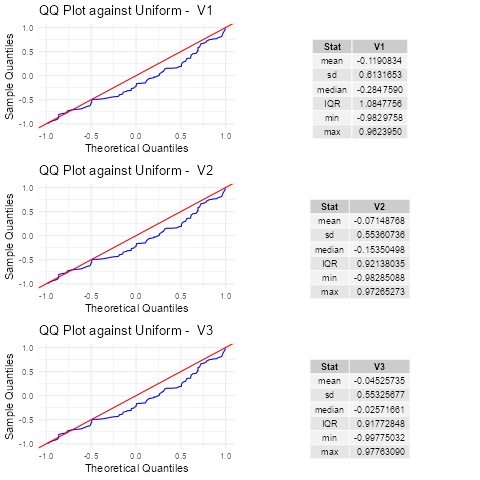 QQ Plot against Uniform - V1
Sample Quantiles
1.0
0.5
0.0
-0.5
-1.0
-1.0 -0.5 0.0 0.5 1.0
Theoretical Quantiles
Stat V1
mean -0.1190834
sd 0.6131653
median -0.2847590
IQR 1.0847756
min -0.9829758
max 0.9623950
QQ Plot against Uniform - V2
Sample Quantiles
1.0
0.5
0.0
-0.5
-1.0
-1.0 -0.5 0.0 0.5 1.0
Theoretical Quantiles
Stat V2
mean -0.07148768
sd 0.55360736
median -0.15350498
IQR 0.92138035
min -0.98285088
max 0.97265273
QQ Plot against Uniform - V3
Sample Quantiles
1.0
0.5
0.0
-0.5
-1.0
-1.0 -0.5 0.0 0.5 1.0
Theoretical Quantiles
Stat V3
mean -0.04525735
sd 0.55325677
median -0.02571661
IQR 0.91772848
min -0.99775032
max 0.97763090